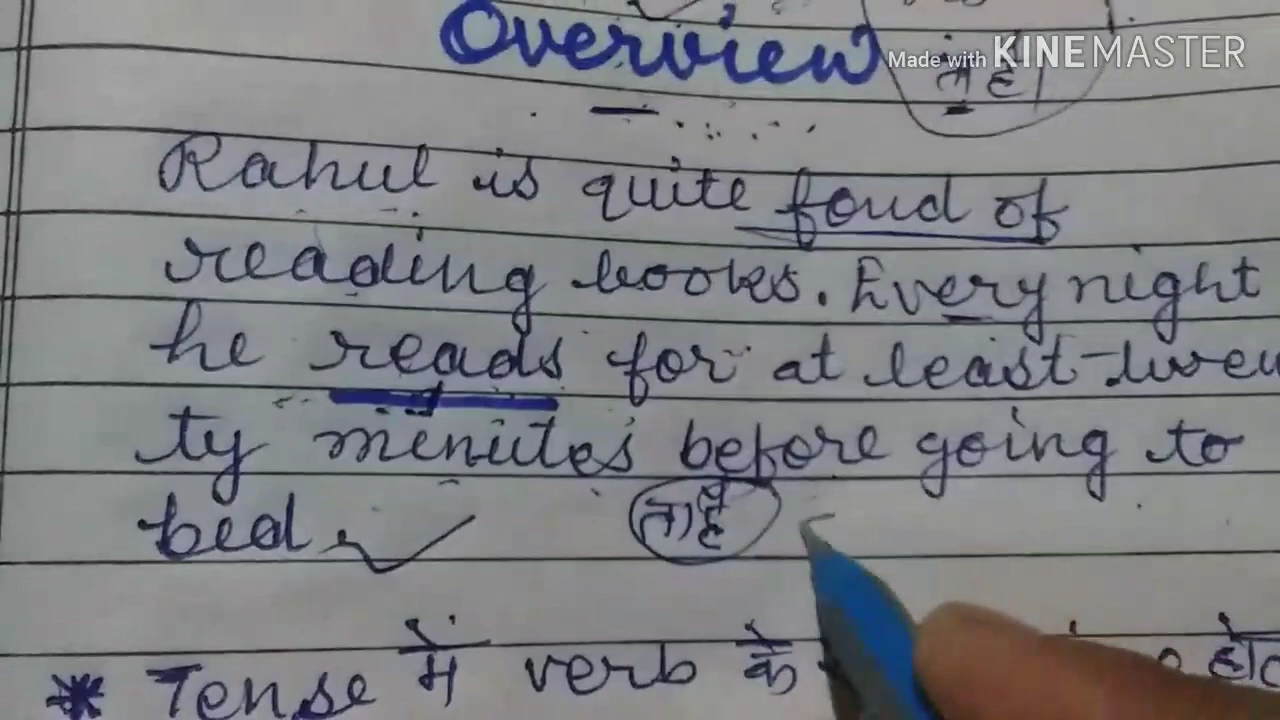 Overview
Made with KINEMASTER
में है।
Rahul is quite fond of
reading books. Every night
he reads for at least twen
ty minutes before going to
bed
ता है
* Tense में verb के